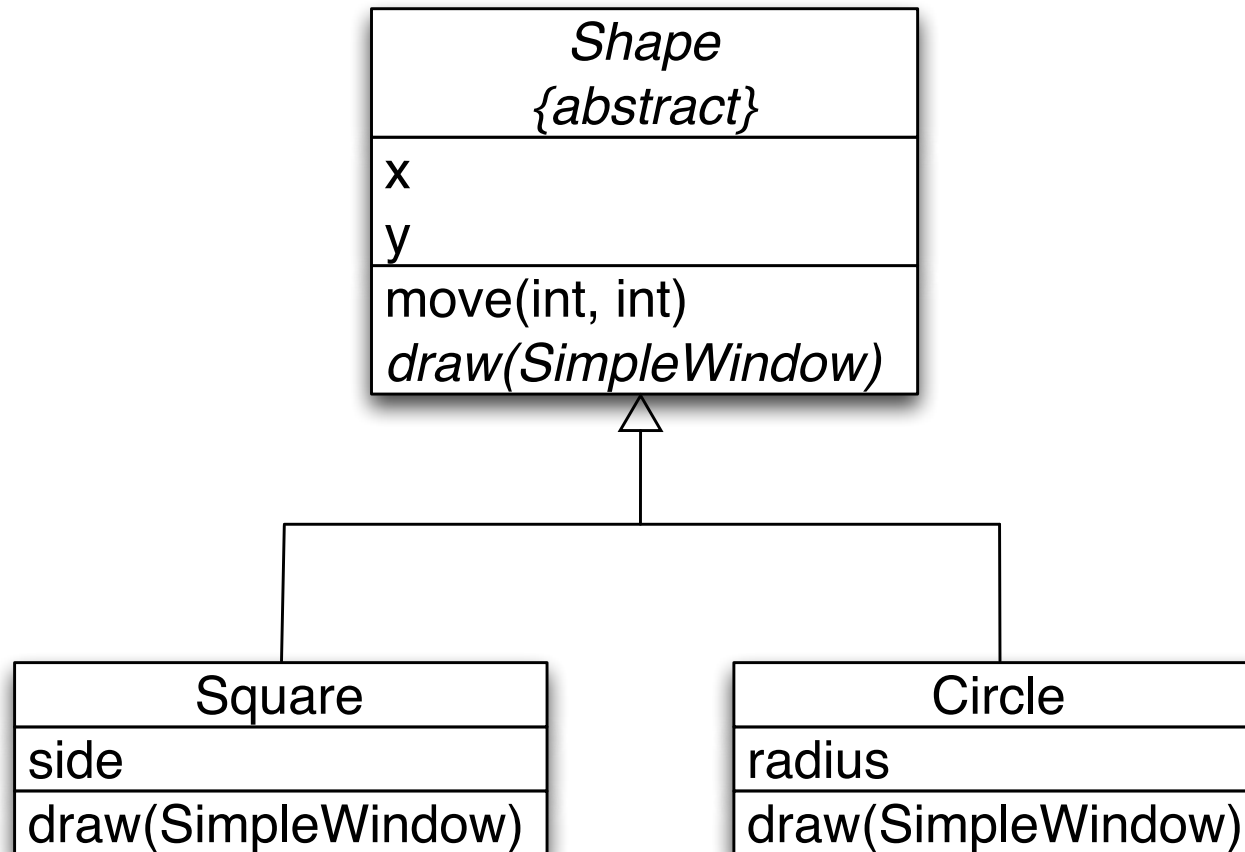 Shape
{abstract}
x
y
move(int, int)
draw(SimpleWindow)
Square
side
draw(SimpleWindow)
Circle
radius
draw(SimpleWindow)